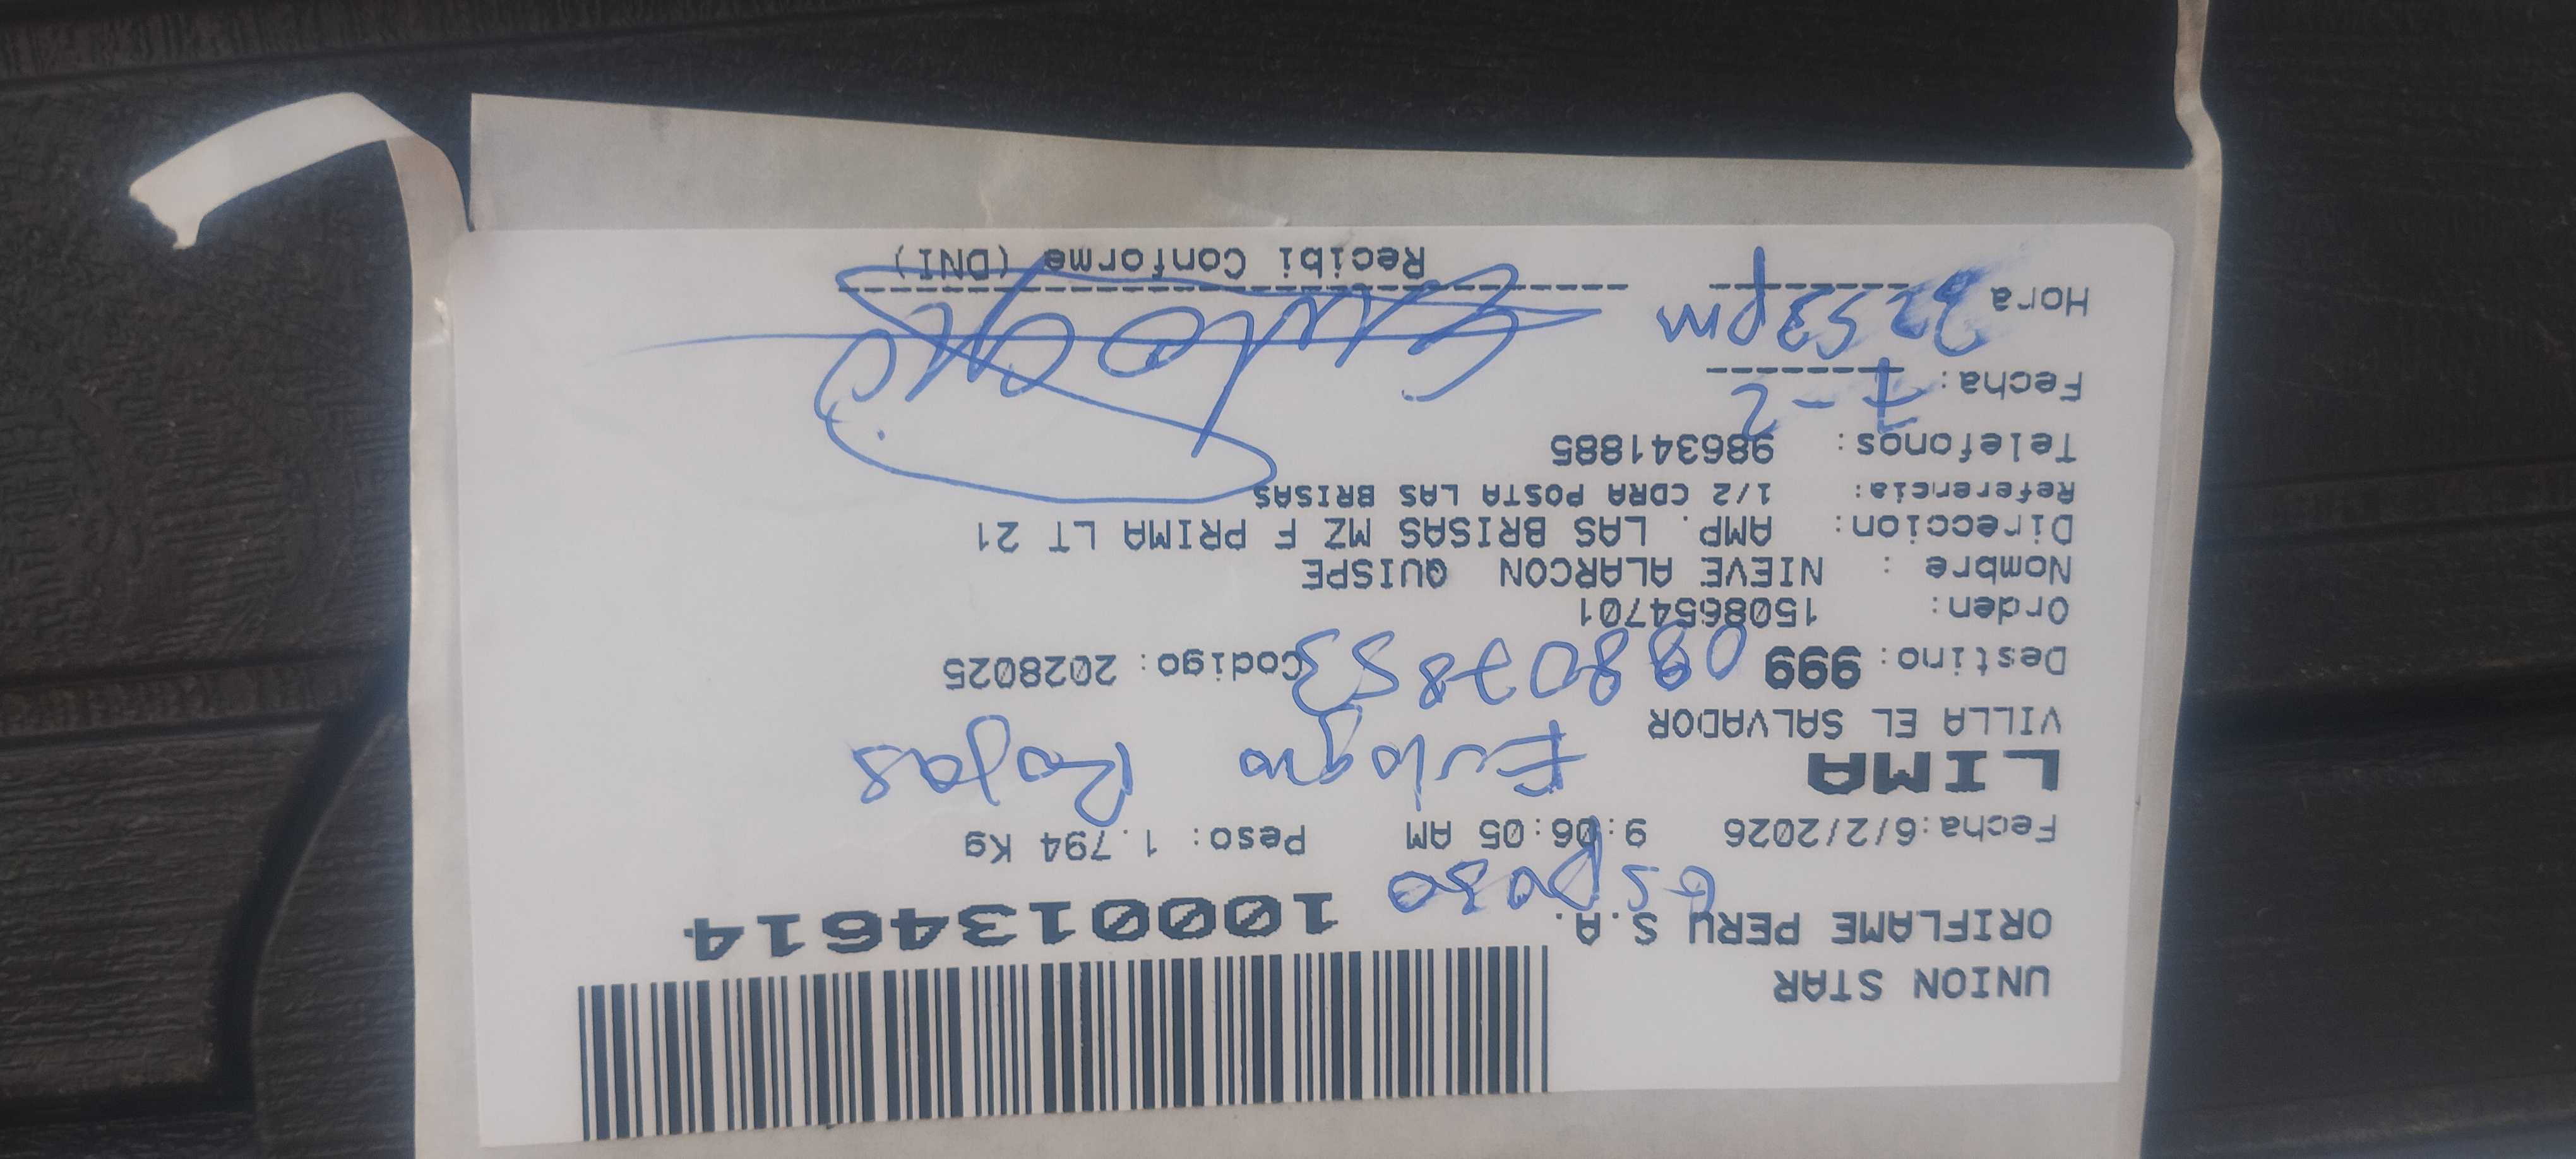 UNION STAR
ORIFLAME PERU S.A.
1000134614
esposo
Fecha:6/2/2026 9:06:05 AM Peso: 1.794 Kg
LIMA
Eulogio Rojas
VILLA EL SALVADOR
Destino: 999 Codigo: 2028025
08807853
Orden: 1508654701
Nombre : NIEVE ALARCON QUISPE
Direccion: AMP. LAS BRISAS MZ F PRIMA LT 21
Referencia: 1/2 CDRA POSTA LAS BRISAS
Telefonos: 986341885
Fecha: 7-2
Hora 3:53pm
Recibi Conforme (DNI)